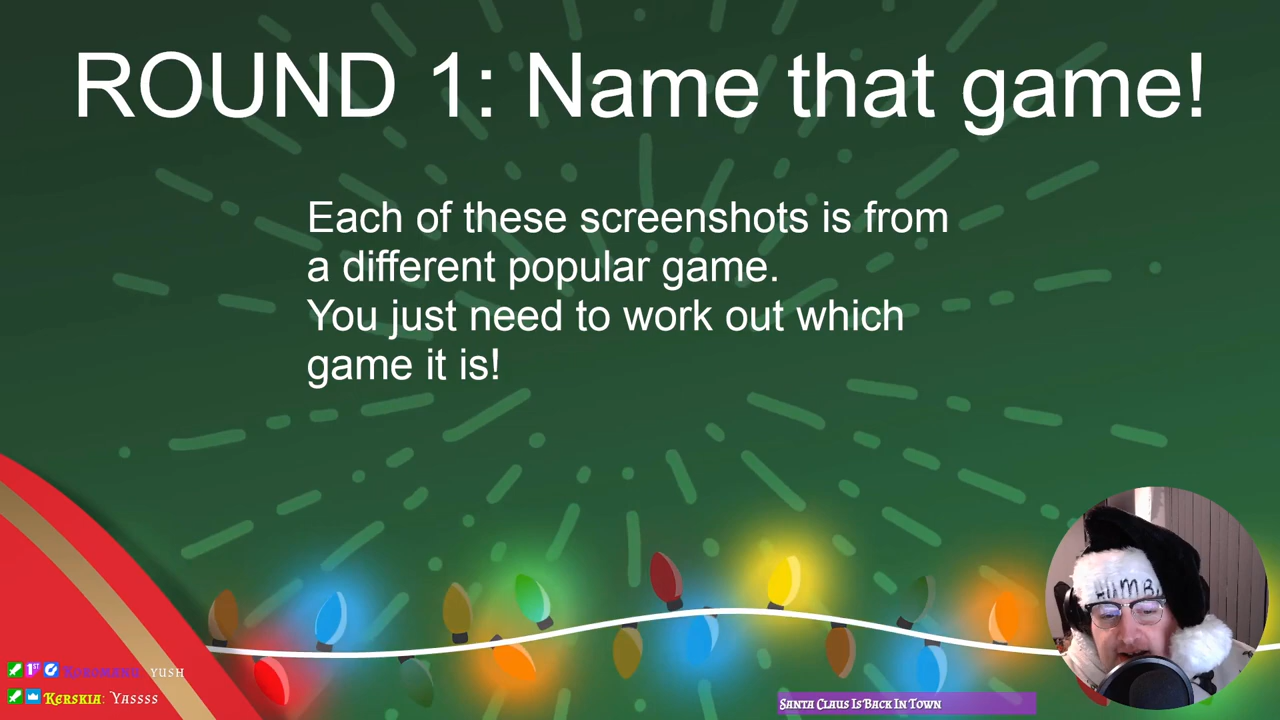 ROUND 1: Name that game!
Each of these screenshots is from
a different popular game.
You just need to work out which
game it is!
1ST
YUSH
Kerskia: Yassss
Santa Claus Is Back In Town